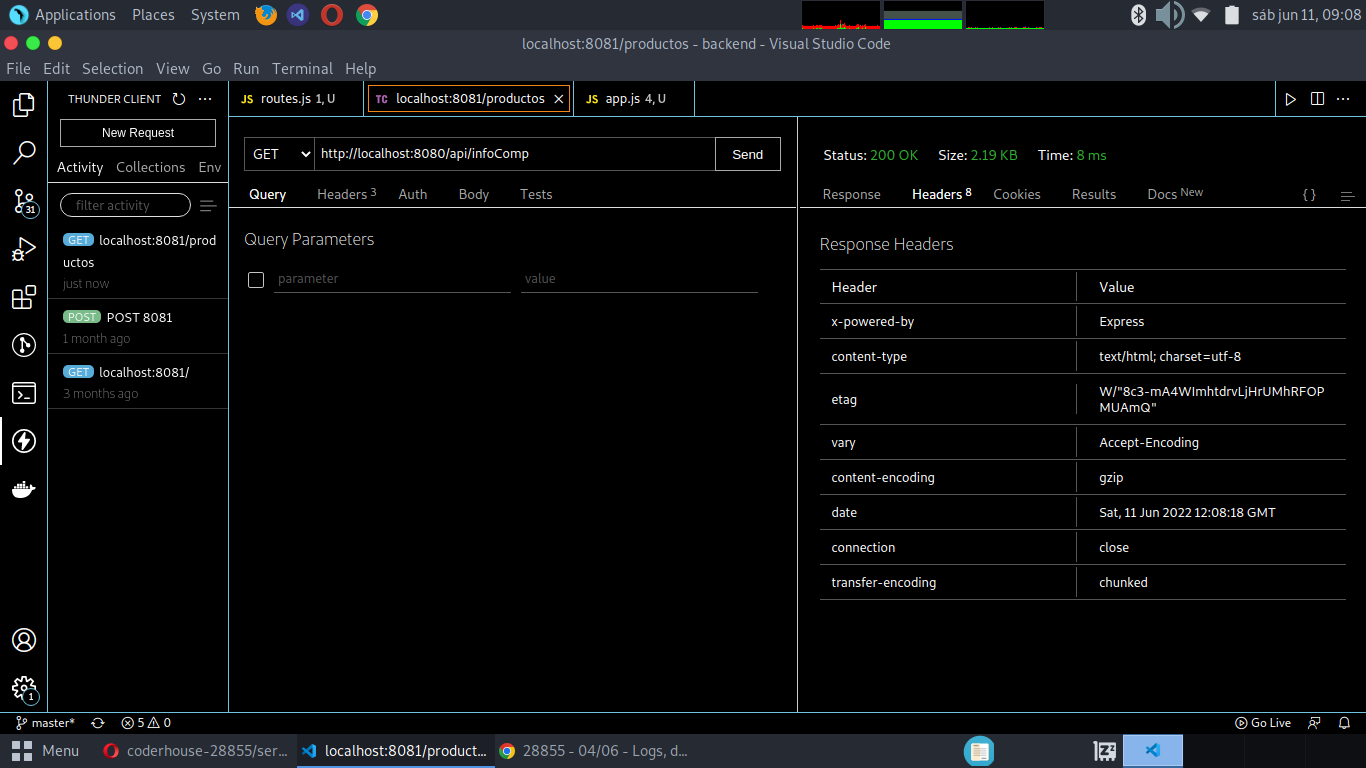 Applications Places System
sáb jun 11, 09:08
localhost:8081/productos - backend - Visual Studio Code
File Edit Selection View Go Run Terminal Help
THUNDER CLIENT
JS routes.js 1, U
TC localhost:8081/productos
JS app.js 4, U
New Request
Activity Collections Env
filter activity
GET localhost:8081/prod
uctos
just now
POST POST 8081
1 month ago
GET localhost:8081/
3 months ago
31
1
GET http://localhost:8080/api/infoComp Send
Query Headers 3 Auth Body Tests
Query Parameters
parameter value
Status: 200 OK Size: 2.19 KB Time: 8 ms
Response Headers 8 Cookies Results Docs New { }
Response Headers
Header Value
x-powered-by Express
content-type text/html; charset=utf-8
etag W/"8c3-mA4WImhtdrvLjHrUMhRFOP
MUAmQ"
vary Accept-Encoding
content-encoding gzip
date Sat, 11 Jun 2022 12:08:18 GMT
connection close
transfer-encoding chunked
master* 5 0 Go Live
Menu coderhouse-28855/ser... localhost:8081/product... 28855 - 04/06 - Logs, d...